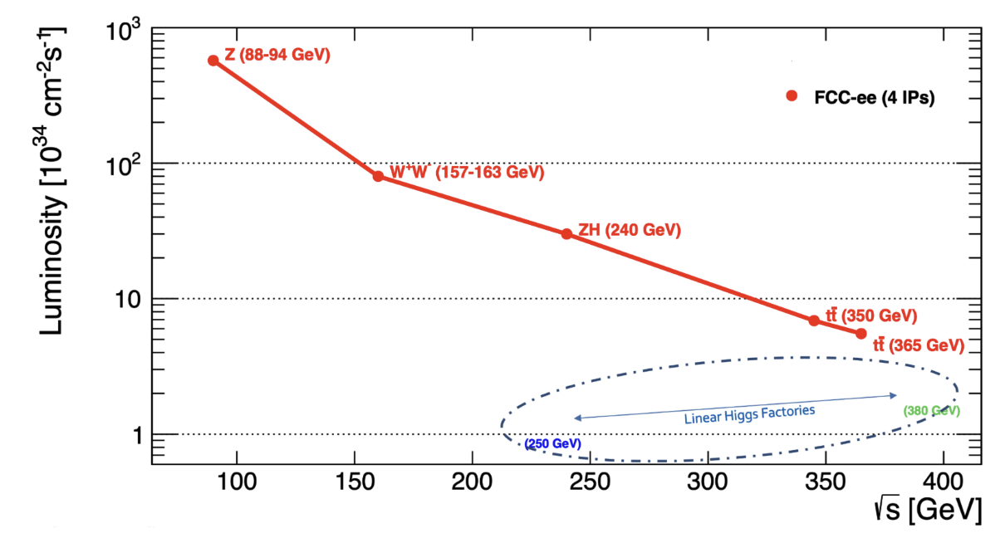 Luminosity [10³⁴ cm⁻²s⁻¹]
10³
10²
10
1
Z (88-94 GeV)
FCC-ee (4 IPs)
W⁺W⁻ (157-163 GeV)
ZH (240 GeV)
tt̄ (350 GeV)
tt̄ (365 GeV)
Linear Higgs Factories
(380 GeV)
(250 GeV)
100 150 200 250 300 350 400
√s [GeV]